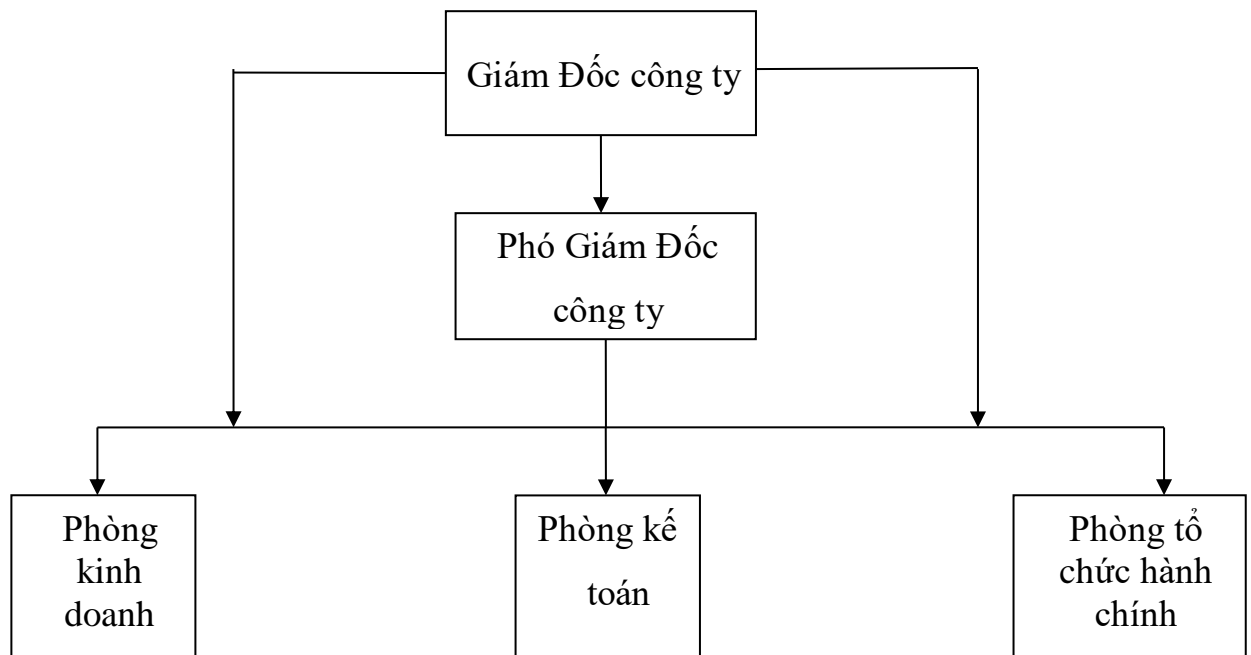 Giám Đốc công ty
Phó Giám Đốc
công ty
Phòng
kinh
doanh
Phòng kế
toán
Phòng tổ
chức hành
chính